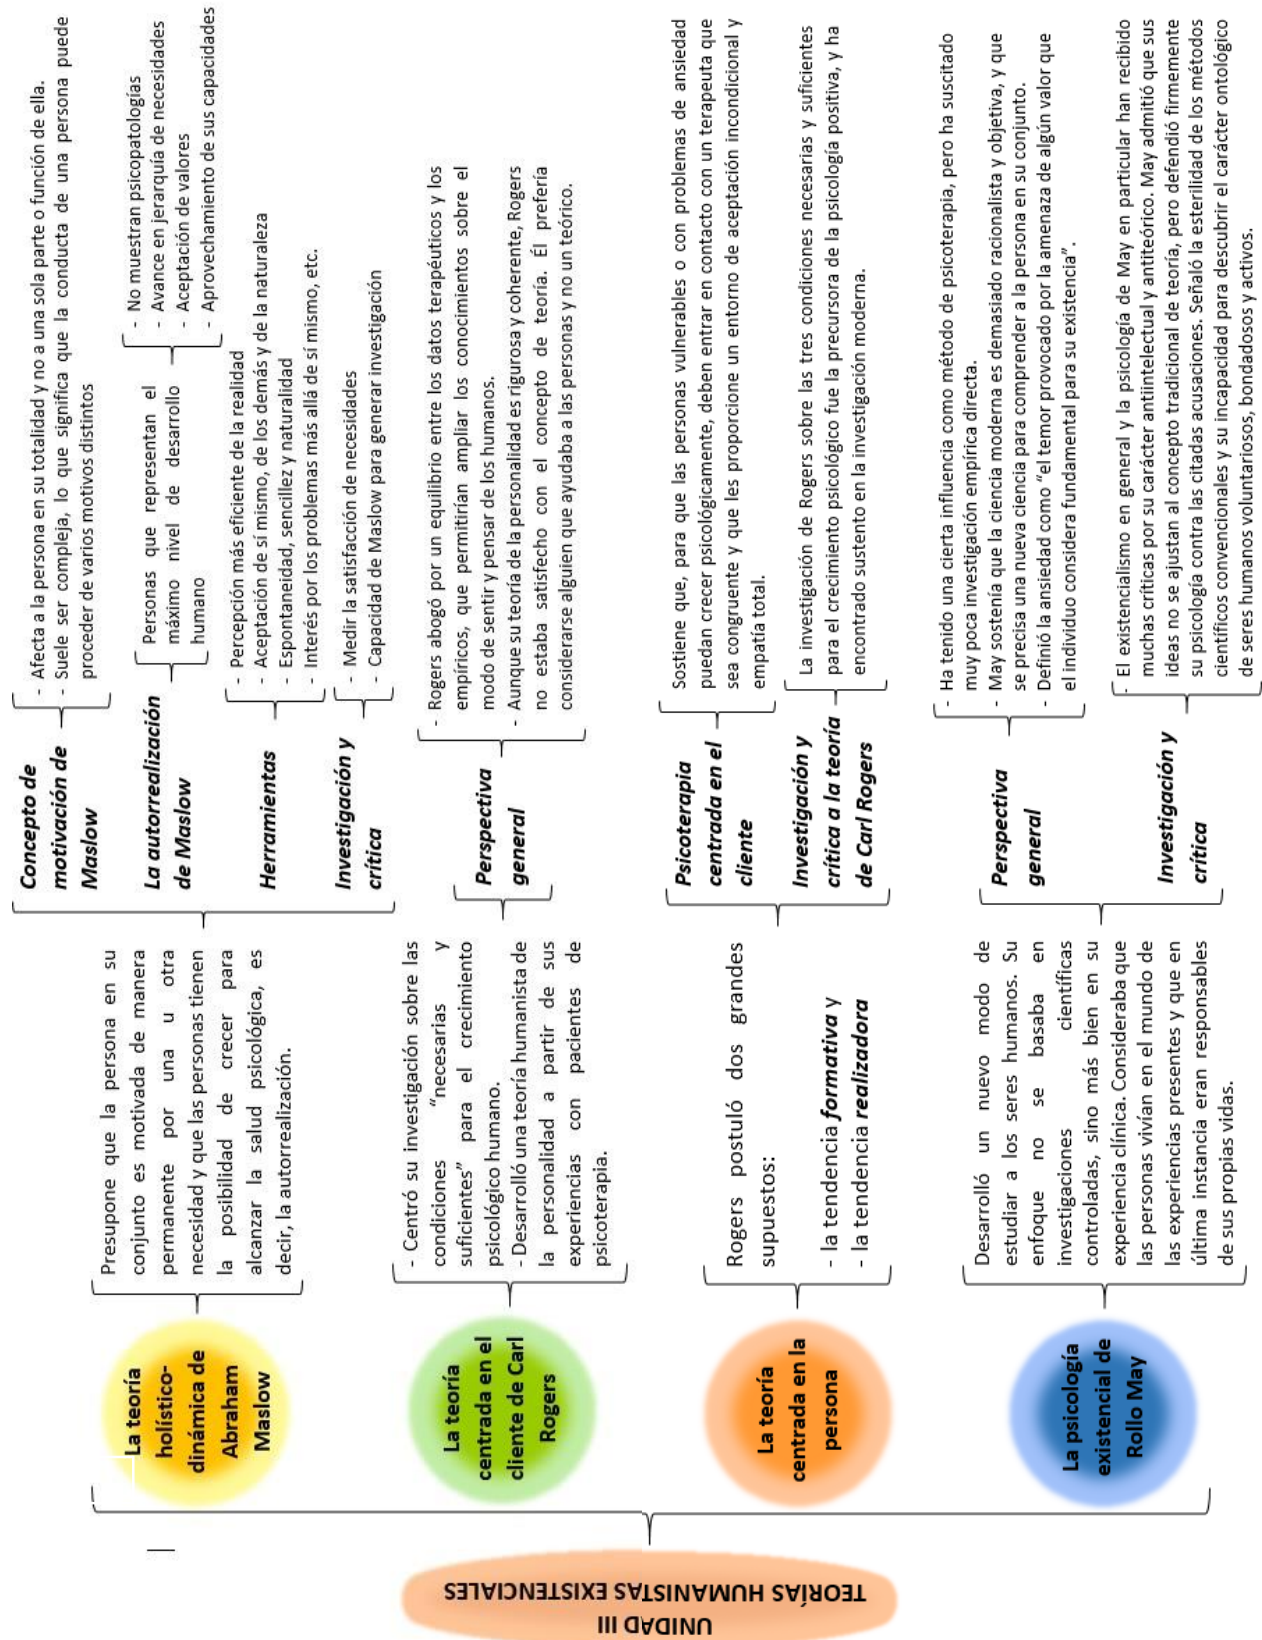 UNIDAD III
TEORÍAS HUMANISTAS EXISTENCIALES
La teoría
holístico-
dinámica de
Abraham
Maslow
Presupone que la persona en su
conjunto es motivada de manera
permanente por una u otra
necesidad y que las personas tienen
la posibilidad de crecer para
alcanzar la salud psicológica, es
decir, la autorrealización.
Concepto de
motivación de
Maslow
- Afecta a la persona en su totalidad y no a una sola parte o función de ella.
- Suele ser compleja, lo que significa que la conducta de una persona puede
proceder de varios motivos distintos
La autorrealización
de Maslow
Personas que representan el
máximo nivel de desarrollo
humano
- No muestran psicopatologías
- Avance en jerarquía de necesidades
- Aceptación de valores
- Aprovechamiento de sus capacidades
Herramientas
- Percepción más eficiente de la realidad
- Aceptación de sí mismo, de los demás y de la naturaleza
- Espontaneidad, sencillez y naturalidad
- Interés por los problemas más allá de sí mismo, etc.
Investigación y
crítica
- Medir la satisfacción de necesidades
- Capacidad de Maslow para generar investigación
La teoría
centrada en el
cliente de Carl
Rogers
- Centró su investigación sobre las
condiciones “necesarias y
suficientes” para el crecimiento
psicológico humano.
- Desarrolló una teoría humanista de
la personalidad a partir de sus
experiencias con pacientes de
psicoterapia.
Perspectiva
general
- Rogers abogó por un equilibrio entre los datos terapéuticos y los
empíricos, que permitirían ampliar los conocimientos sobre el
modo de sentir y pensar de los humanos.
- Aunque su teoría de la personalidad es rigurosa y coherente, Rogers
no estaba satisfecho con el concepto de teoría. Él prefería
considerarse alguien que ayudaba a las personas y no un teórico.
La teoría
centrada en la
persona
Rogers postuló dos grandes
supuestos:
- la tendencia formativa y
- la tendencia realizadora
Psicoterapia
centrada en el
cliente
Sostiene que, para que las personas vulnerables o con problemas de ansiedad
puedan crecer psicológicamente, deben entrar en contacto con un terapeuta que
sea congruente y que les proporcione un entorno de aceptación incondicional y
empatía total.
Investigación y
crítica a la teoría
de Carl Rogers
La investigación de Rogers sobre las tres condiciones necesarias y suficientes
para el crecimiento psicológico fue la precursora de la psicología positiva, y ha
encontrado sustento en la investigación moderna.
La psicología
existencial de
Rollo May
Desarrolló un nuevo modo de
estudiar a los seres humanos. Su
enfoque no se basaba en
investigaciones científicas
controladas, sino más bien en su
experiencia clínica. Consideraba que
las personas vivían en el mundo de
las experiencias presentes y que en
última instancia eran responsables
de sus propias vidas.
Perspectiva
general
- Ha tenido una cierta influencia como método de psicoterapia, pero ha suscitado
muy poca investigación empírica directa.
- May sostenía que la ciencia moderna es demasiado racionalista y objetiva, y que
se precisa una nueva ciencia para comprender a la persona en su conjunto.
- Definió la ansiedad como “el temor provocado por la amenaza de algún valor que
el individuo considera fundamental para su existencia”.
Investigación y
crítica
- El existencialismo en general y la psicología de May en particular han recibido
muchas críticas por su carácter antiintelectual y antiteórico. May admitió que sus
ideas no se ajustan al concepto tradicional de teoría, pero defendió firmemente
su psicología contra las citadas acusaciones. Señaló la esterilidad de los métodos
científicos convencionales y su incapacidad para descubrir el carácter ontológico
de seres humanos voluntariosos, bondadosos y activos.